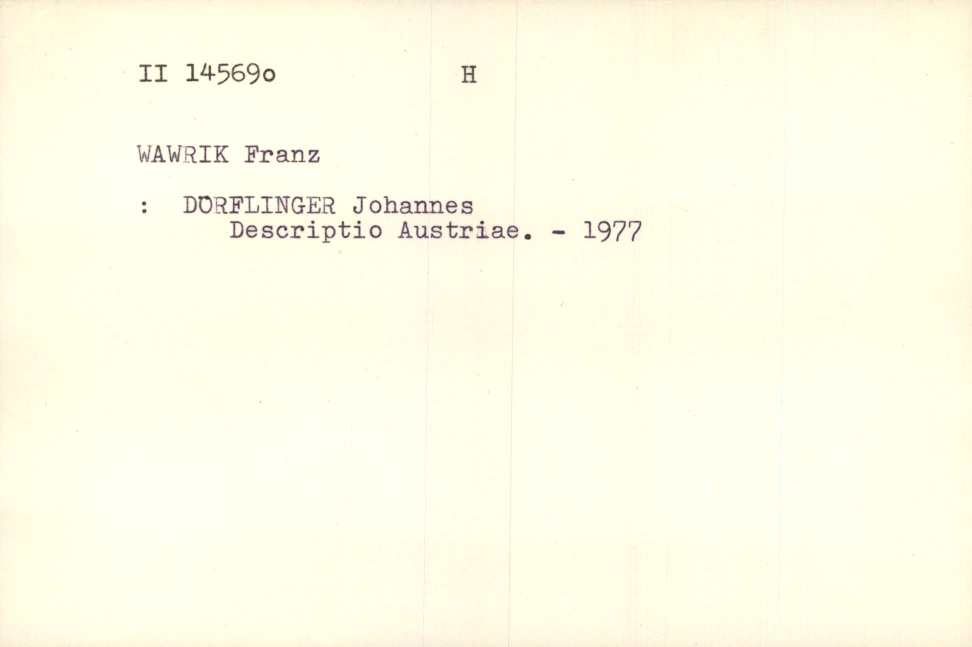 II 145690 H
WAWRIK Franz
: DÖRFLINGER Johannes
Descriptio Austriae. - 1977